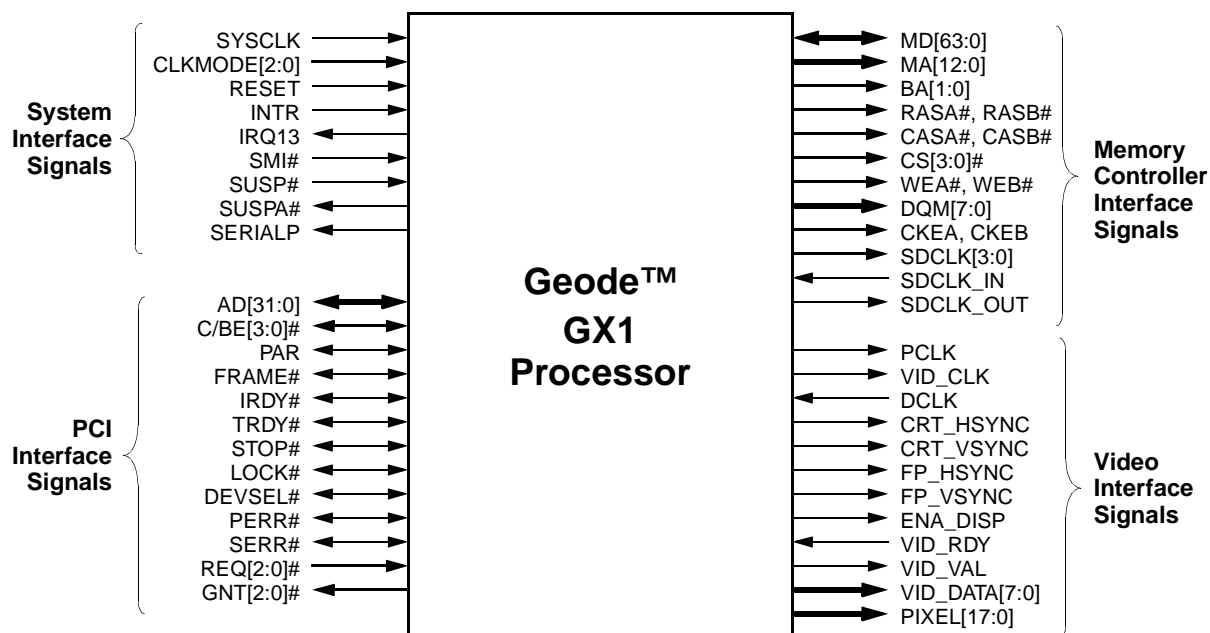 System
Interface
Signals
SYSCLK
CLKMODE[2:0]
RESET
INTR
IRQ13
SMI#
SUSP#
SUSPA#
SERIALP
PCI
Interface
Signals
AD[31:0]
C/BE[3:0]#
PAR
FRAME#
IRDY#
TRDY#
STOP#
LOCK#
DEVSEL#
PERR#
SERR#
REQ[2:0]#
GNT[2:0]#
Geode™
GX1
Processor
MD[63:0]
MA[12:0]
BA[1:0]
RASA#, RASB#
CASA#, CASB#
CS[3:0]#
WEA#, WEB#
DQM[7:0]
CKEA, CKEB
SDCLK[3:0]
SDCLK_IN
SDCLK_OUT
Memory
Controller
Interface
Signals
PCLK
VID_CLK
DCLK
CRT_HSYNC
CRT_VSYNC
FP_HSYNC
FP_VSYNC
ENA_DISP
VID_RDY
VID_VAL
VID_DATA[7:0]
PIXEL[17:0]
Video
Interface
Signals